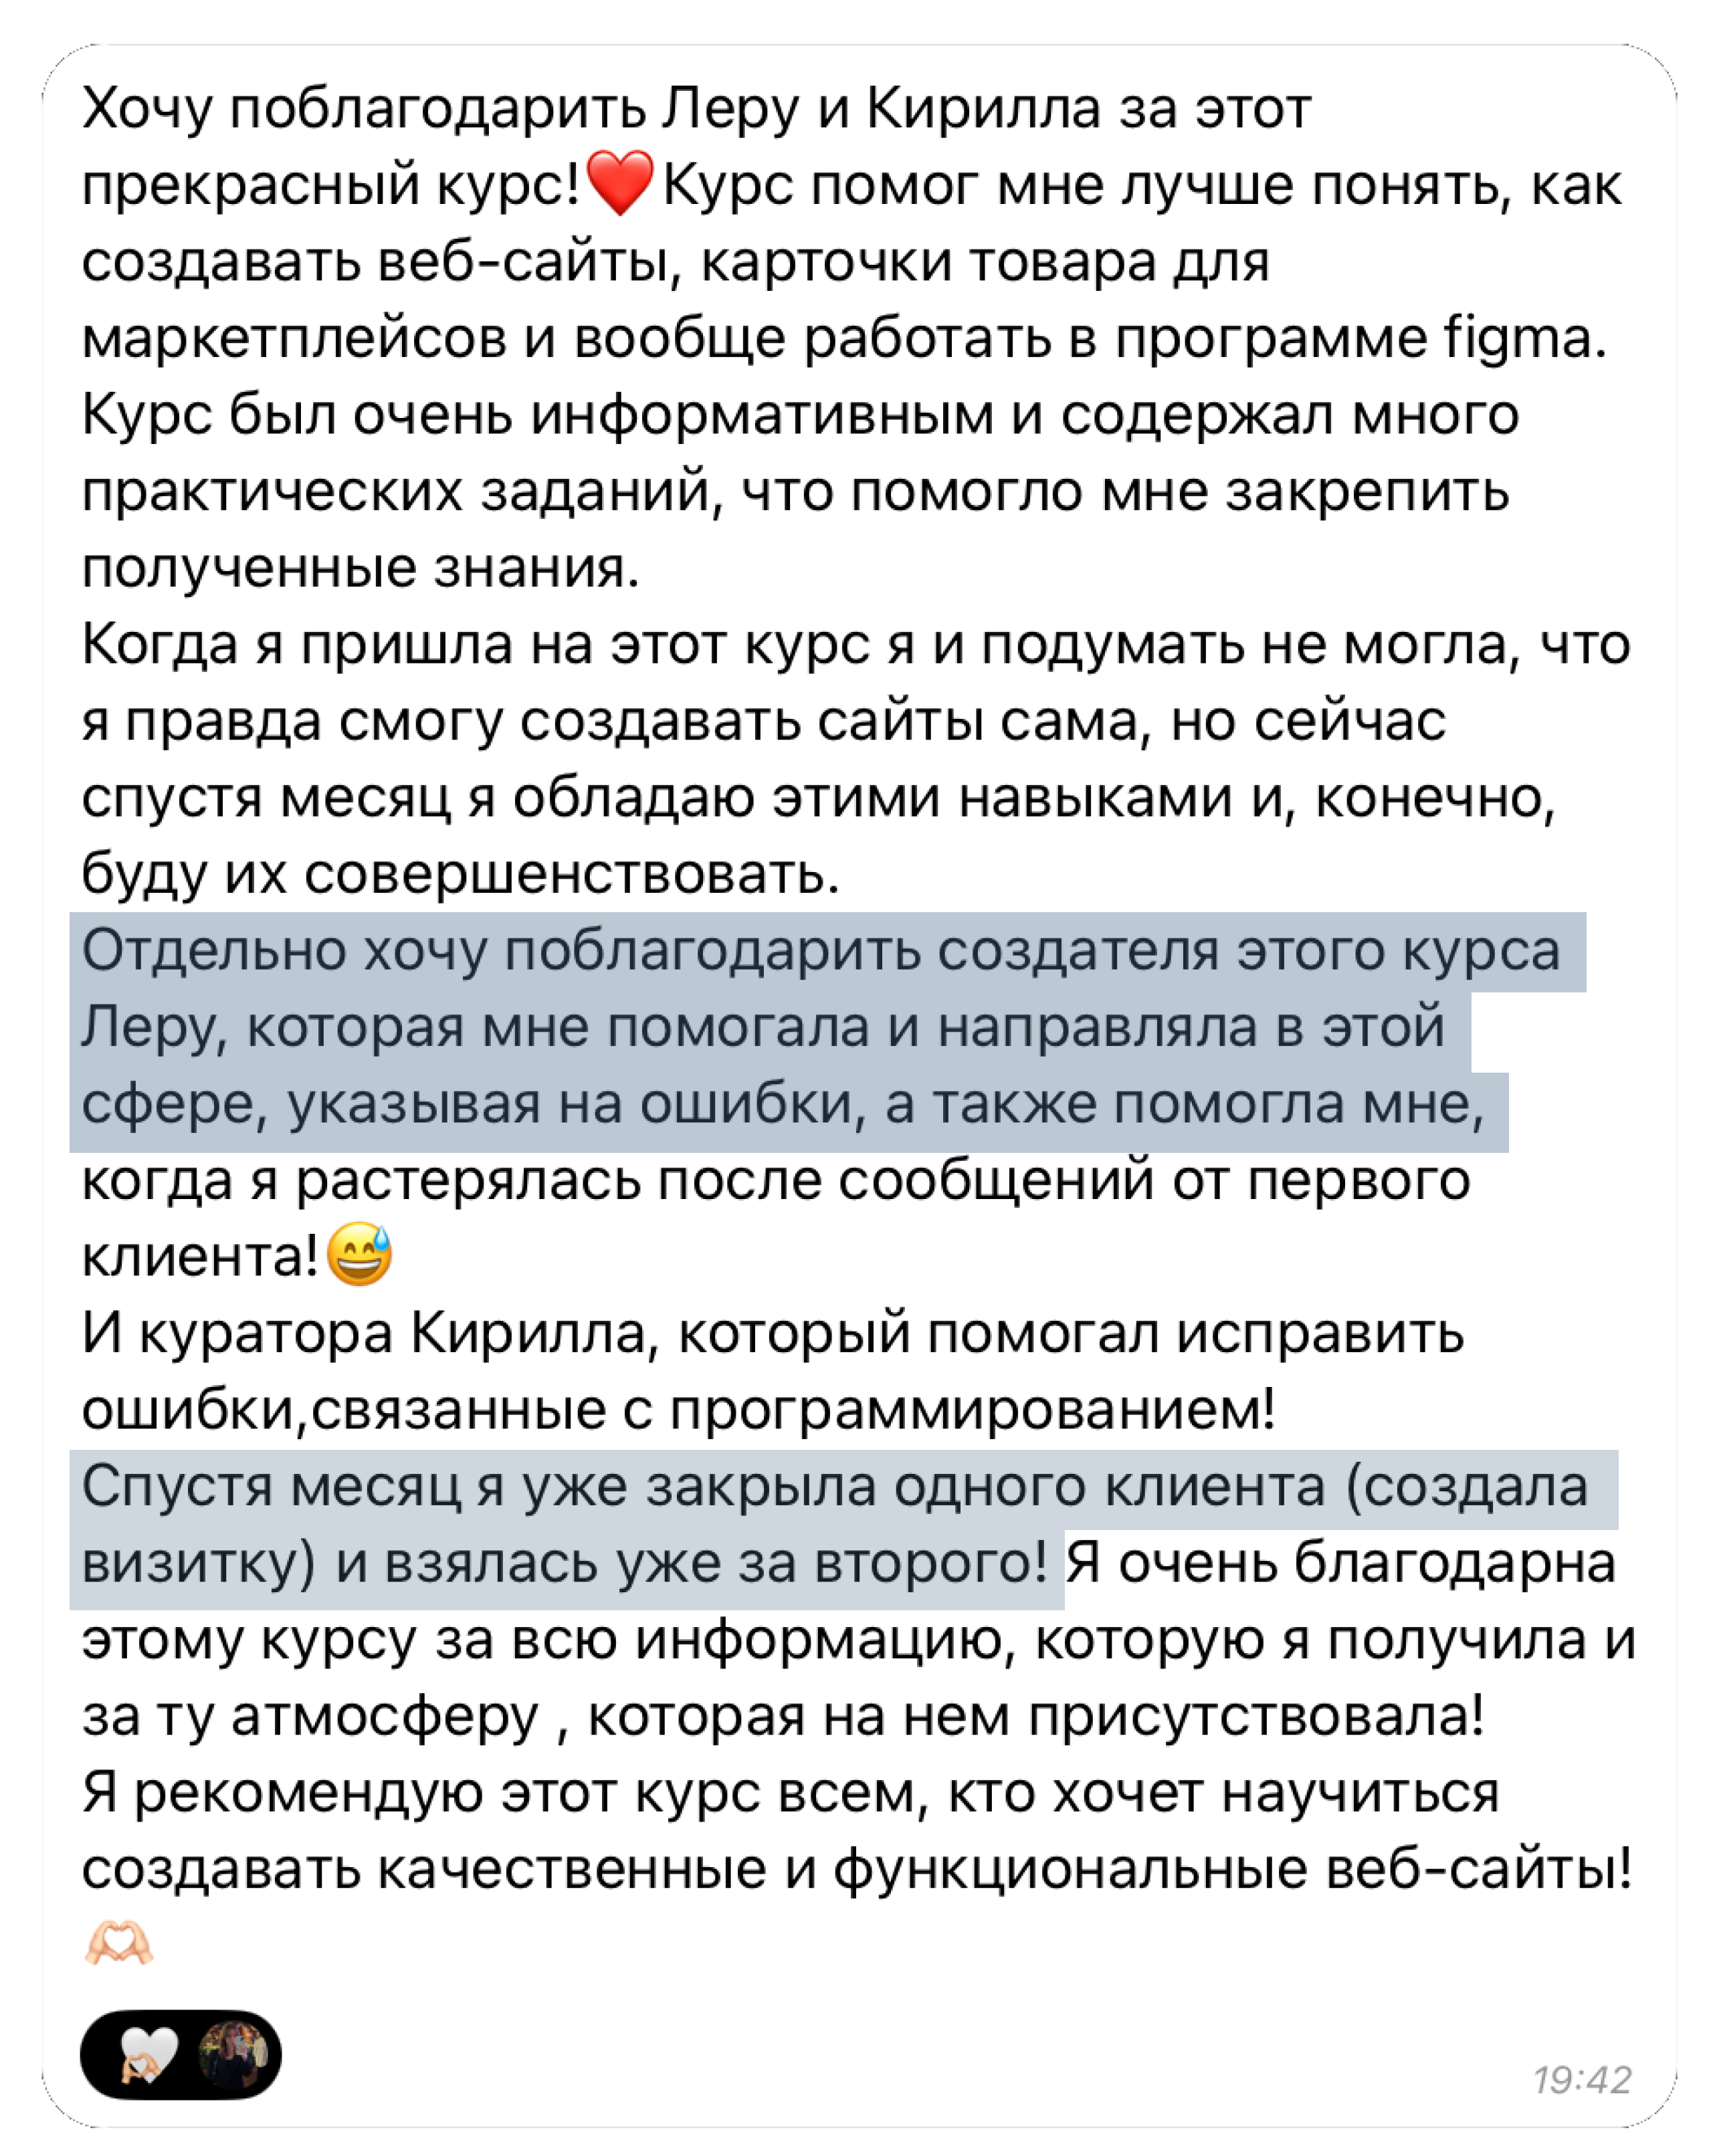 Хочу поблагодарить Леру и Кирилла за этот
прекрасный курс!❤️Курс помог мне лучше понять, как
создавать веб-сайты, карточки товара для
маркетплейсов и вообще работать в программе figma.
Курс был очень информативным и содержал много
практических заданий, что помогло мне закрепить
полученные знания.
Когда я пришла на этот курс я и подумать не могла, что
я правда смогу создавать сайты сама, но сейчас
спустя месяц я обладаю этими навыками и, конечно,
буду их совершенствовать.
Отдельно хочу поблагодарить создателя этого курса
Леру, которая мне помогала и направляла в этой
сфере, указывая на ошибки, а также помогла мне,
когда я растерялась после сообщений от первого
клиента!😅
И куратора Кирилла, который помогал исправить
ошибки,связанные с программированием!
Спустя месяц я уже закрыла одного клиента (создала
визитку) и взялась уже за второго! Я очень благодарна
этому курсу за всю информацию, которую я получила и
за ту атмосферу , которая на нем присутствовала!
Я рекомендую этот курс всем, кто хочет научиться
создавать качественные и функциональные веб-сайты!
🫶🏻
19:42